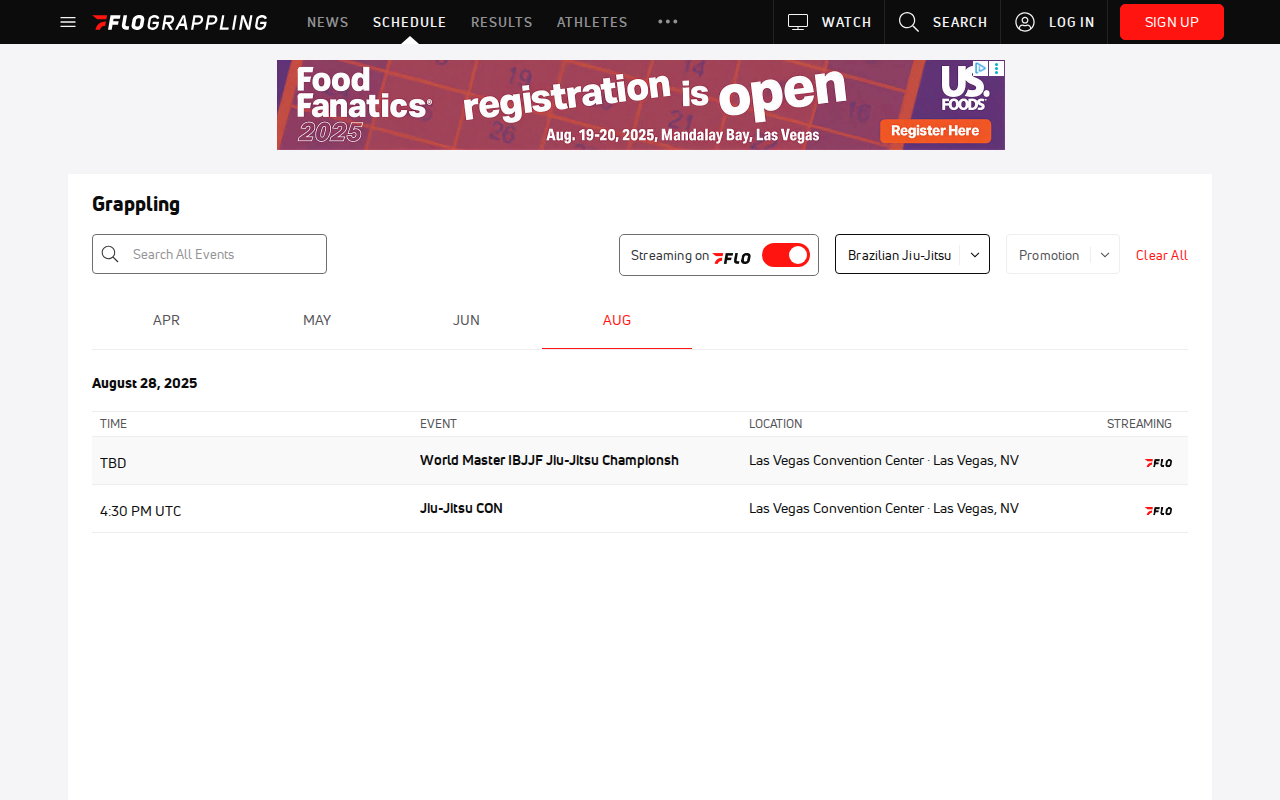 FLOGRAPPLING NEWS SCHEDULE RESULTS ATHLETES WATCH SEARCH LOG IN SIGN UP
Food Fanatics® 2025
registration is open
Aug. 19-20, 2025, Mandalay Bay, Las Vegas
US. FOODS
Register Here
Grappling
Search All Events
Streaming on FLO
Brazilian Jiu-Jitsu
Promotion
Clear All
APR MAY JUN AUG
August 28, 2025
TIME EVENT LOCATION STREAMING
TBD World Master IBJJF Jiu-Jitsu Championsh Las Vegas Convention Center · Las Vegas, NV FLO
4:30 PM UTC Jiu-Jitsu CON Las Vegas Convention Center · Las Vegas, NV FLO